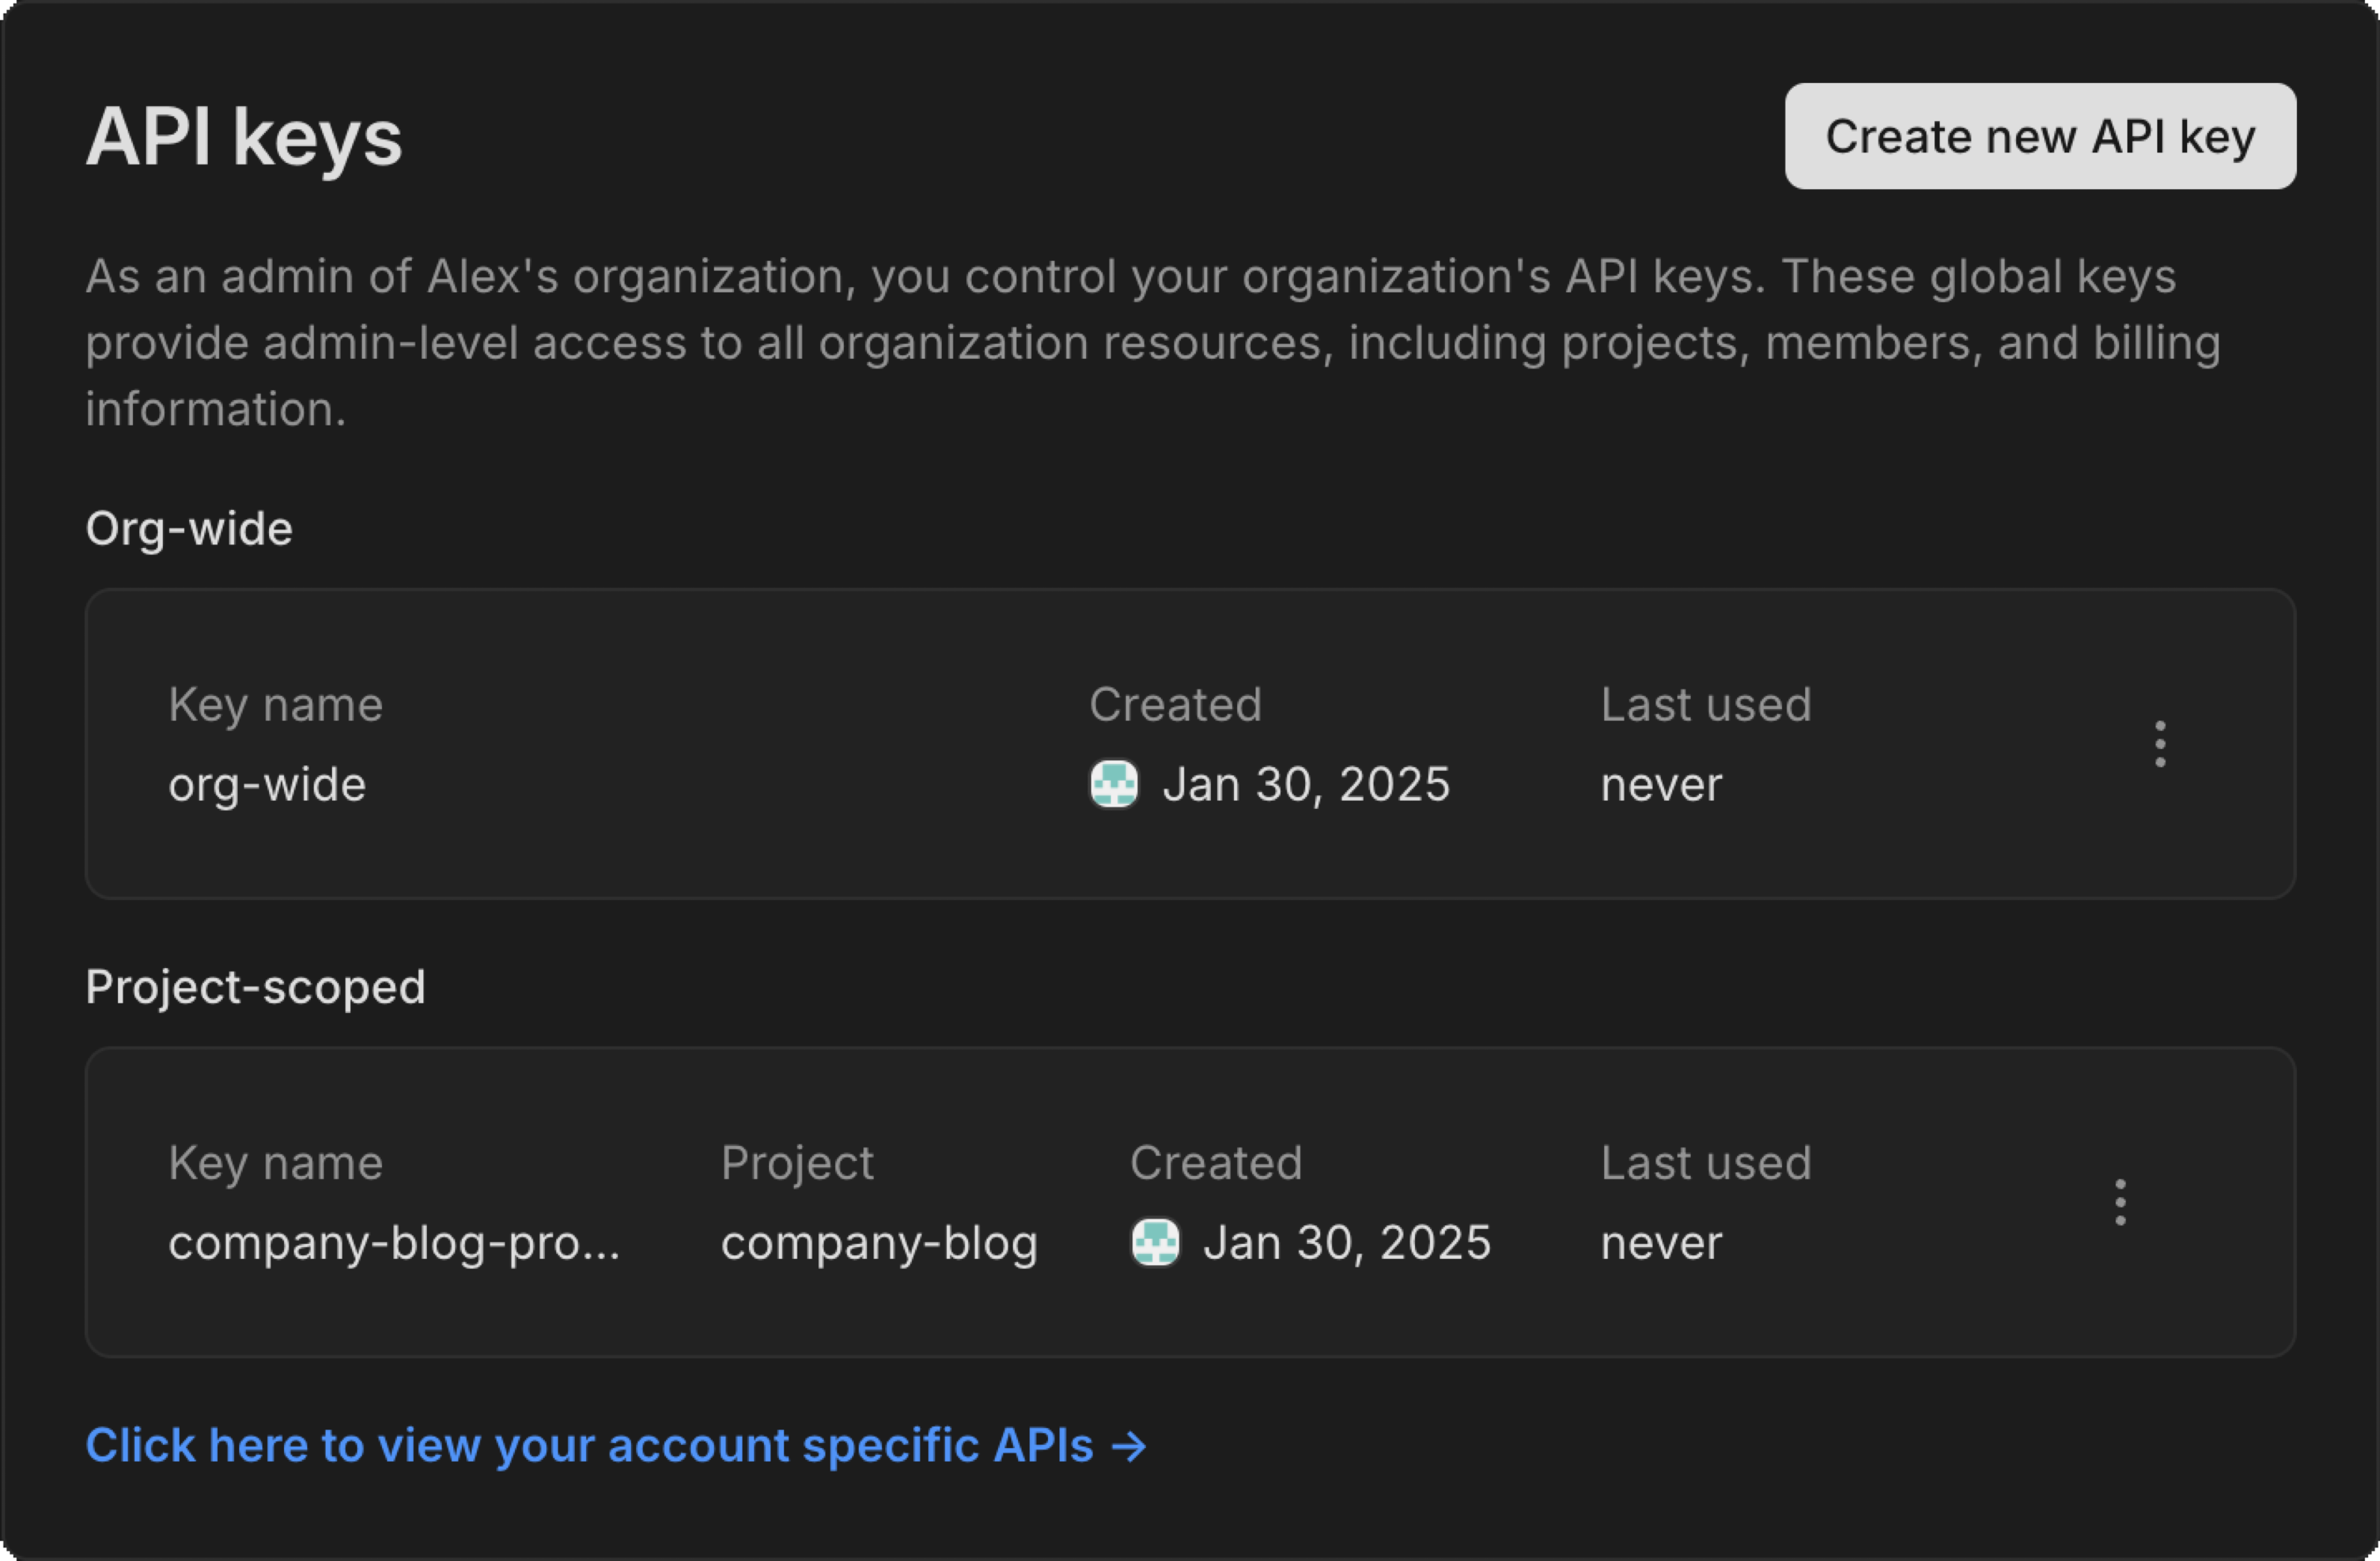 API keys
Create new API key
As an admin of Alex's organization, you control your organization's API keys. These global keys
provide admin-level access to all organization resources, including projects, members, and billing
information.
Org-wide
Key name Created Last used
org-wide Jan 30, 2025 never
Project-scoped
Key name Project Created Last used
company-blog-pro... company-blog Jan 30, 2025 never
Click here to view your account specific APIs →